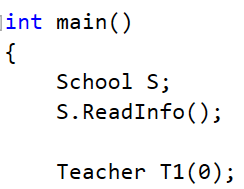 int main()
{
    School S;
    S.ReadInfo();

    Teacher T1(0);